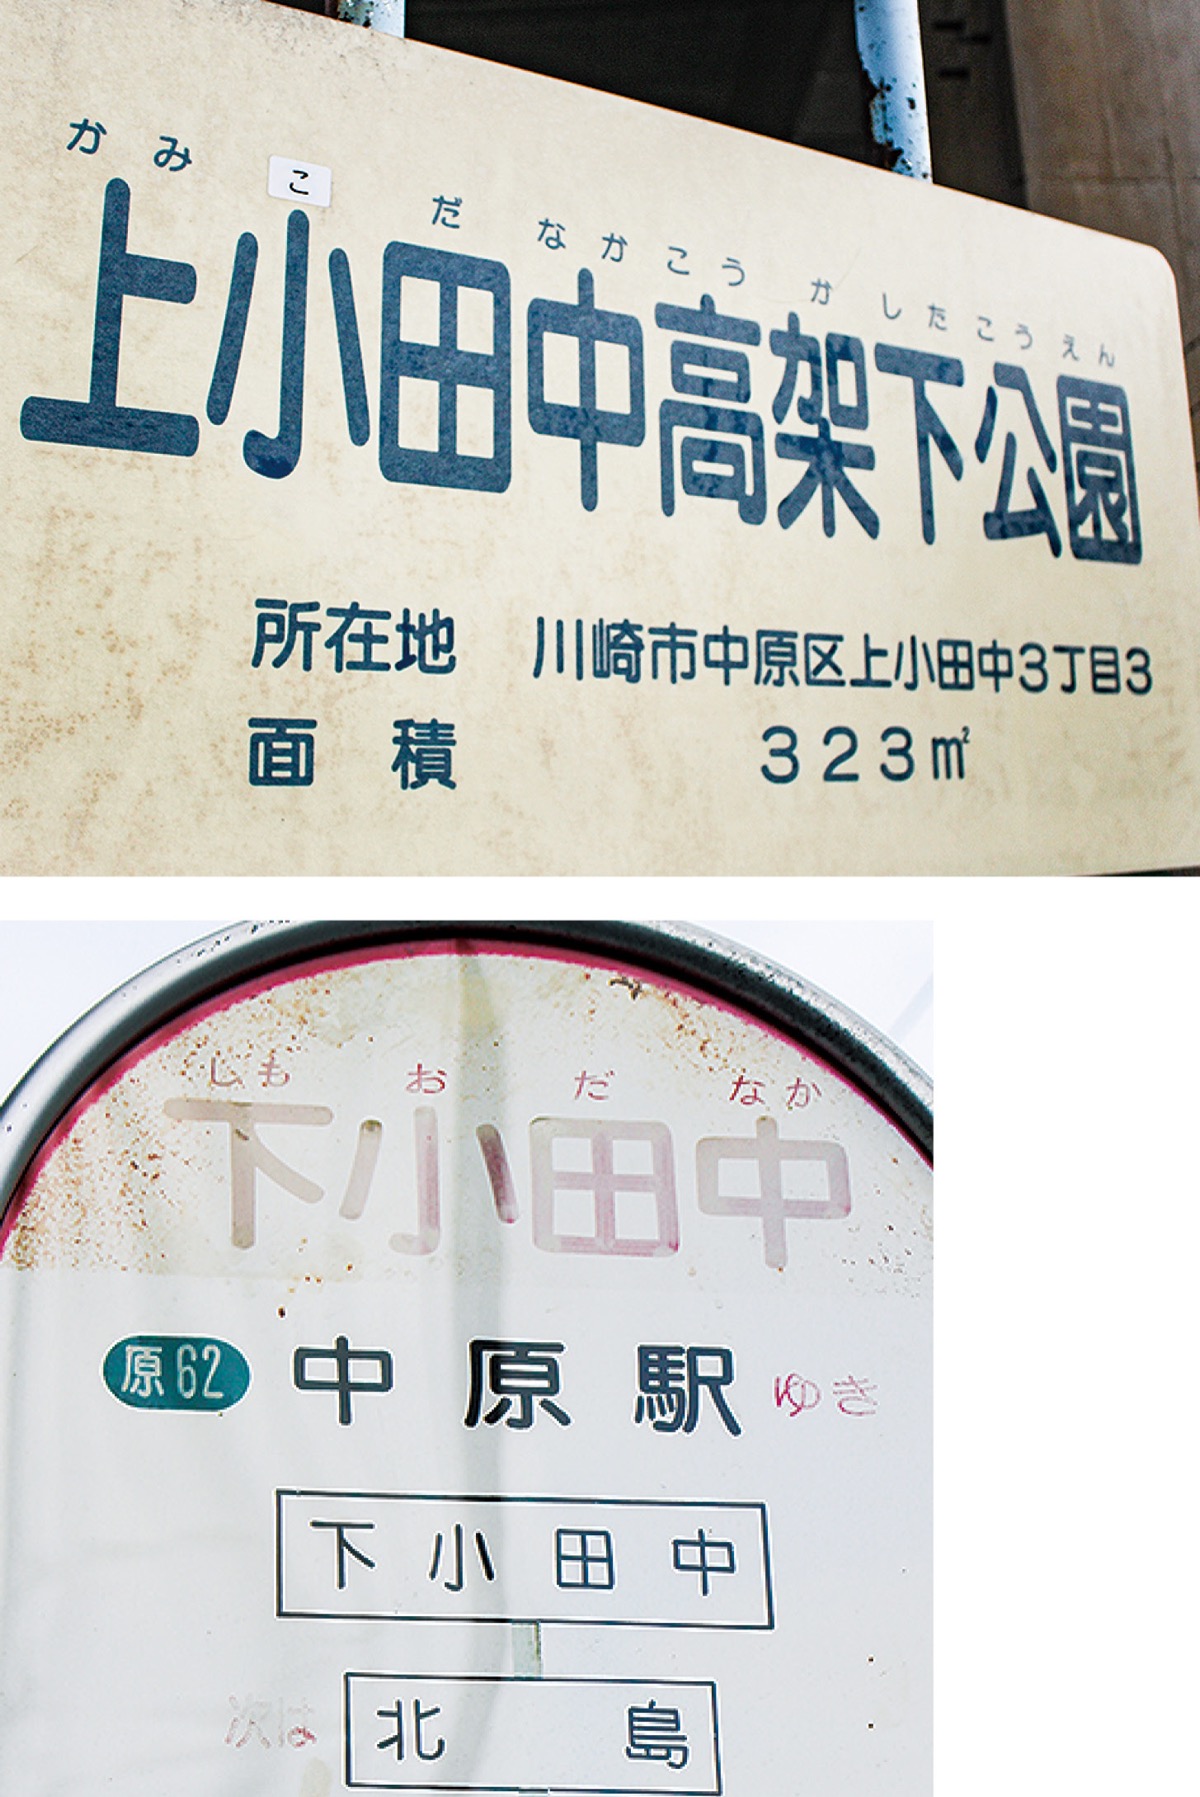 かみこだなかこうかしたこうえん
上小田中高架下公園
所在地 川崎市中原区上小田中3丁目3
面積 323㎡
しもおだなか
下小田中
原62 中原駅ゆき
下小田中
次は 北島